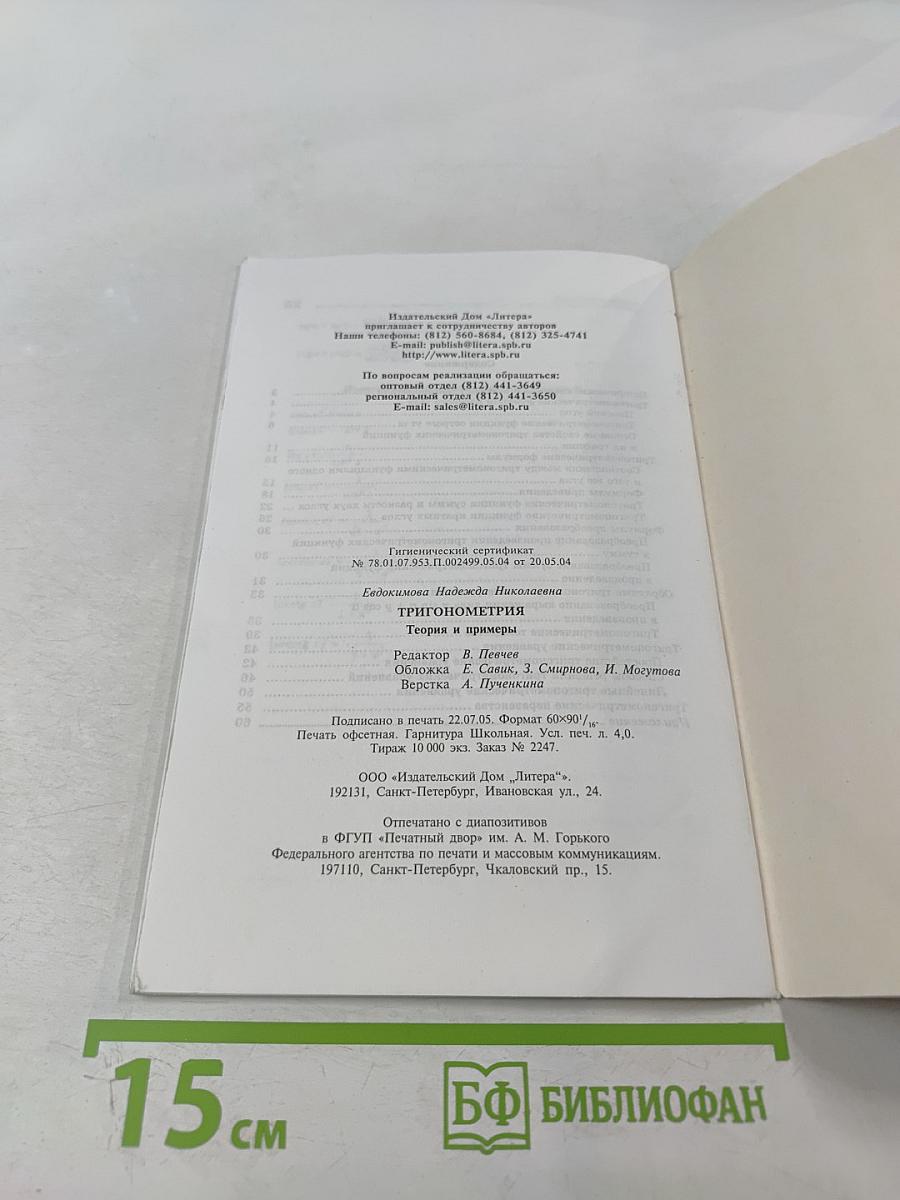 Издательский Дом «Литера»
приглашает к сотрудничеству авторов
Наши телефоны: (812) 560-8684, (812) 325-4741
E-mail: publish@litera.spb.ru
http://www.litera.spb.ru
По вопросам реализации обращаться:
оптовый отдел (812) 441-3649
региональный отдел (812) 441-3650
E-mail: sales@litera.spb.ru
Гигиенический сертификат
№ 78.01.07.953.П.002499.05.04 от 20.05.04
Евдокимова Надежда Николаевна
ТРИГОНОМЕТРИЯ
Теория и примеры
Редактор В. Певчев
Обложка Е. Савик, З. Смирнова, И. Могутова
Верстка А. Пученкина
Подписано в печать 22.07.05. Формат 60×90¹/₁₆.
Печать офсетная. Гарнитура Школьная. Усл. печ. л. 4,0.
Тираж 10 000 экз. Заказ № 2247.
ООО «Издательский Дом „Литера“».
192131, Санкт-Петербург, Ивановская ул., 24.
Отпечатано с диапозитивов
в ФГУП «Печатный двор» им. А. М. Горького
Федерального агентства по печати и массовым коммуникациям.
197110, Санкт-Петербург, Чкаловский пр., 15.
15 см
БФ БИБЛИОФАН